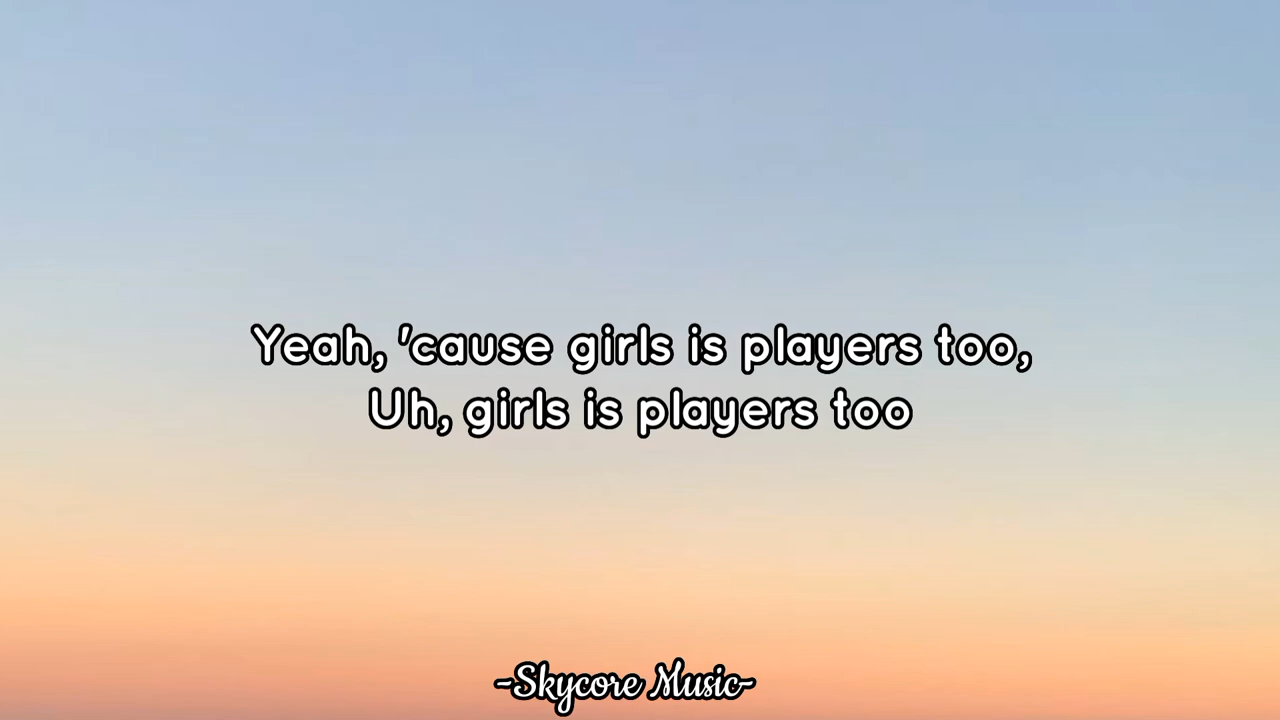 Yeah, 'cause girls is players too,
Uh, girls is players too
-Skycore Music-